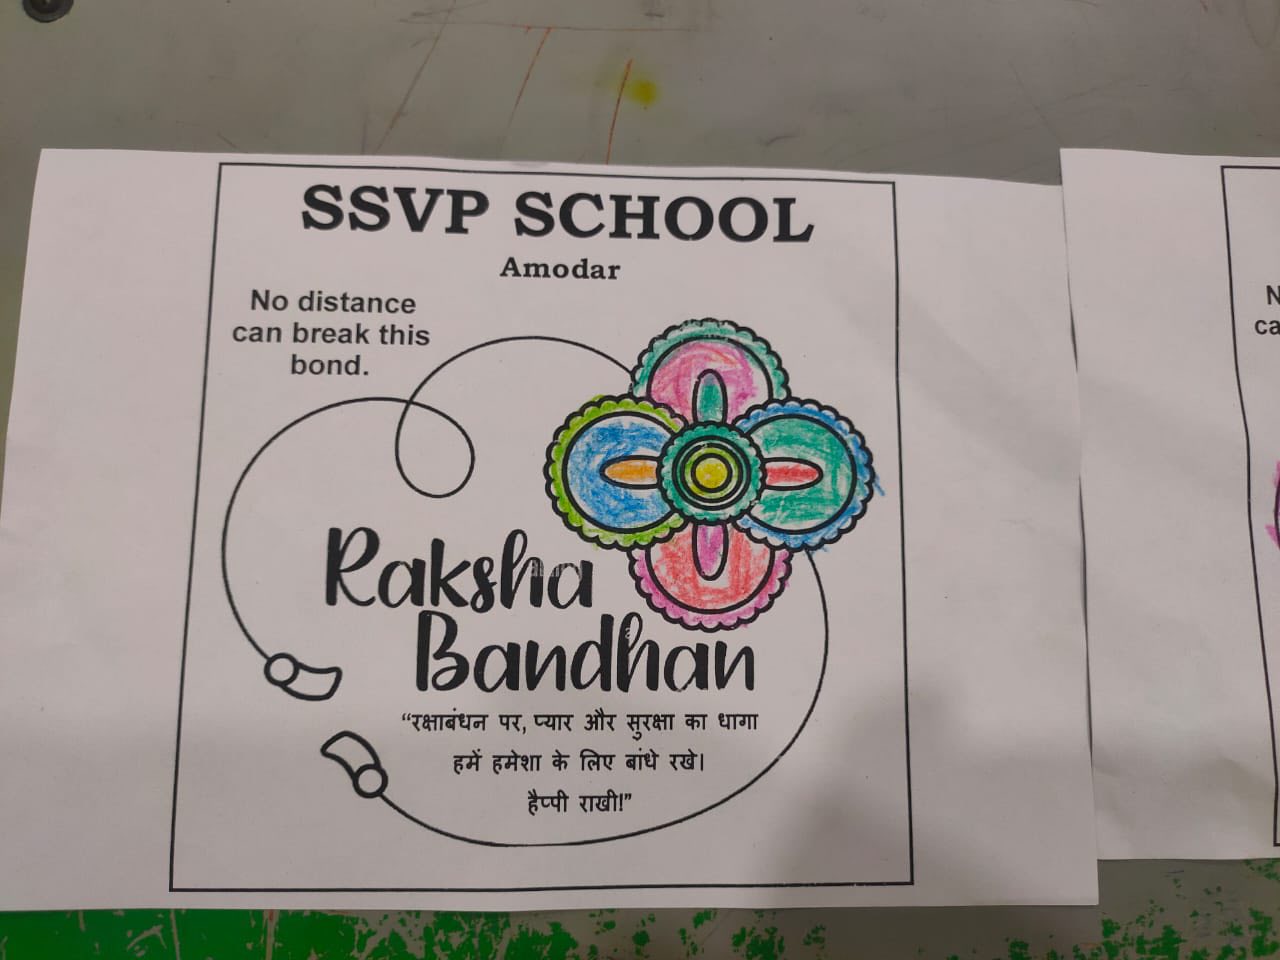 SSVP SCHOOL
Amodar
No distance
can break this
bond.
Raksha
Bandhan
“रक्षाबंधन पर, प्यार और सुरक्षा का धागा
हमें हमेशा के लिए बांधे रखे।
हैप्पी राखी!”
N
ca